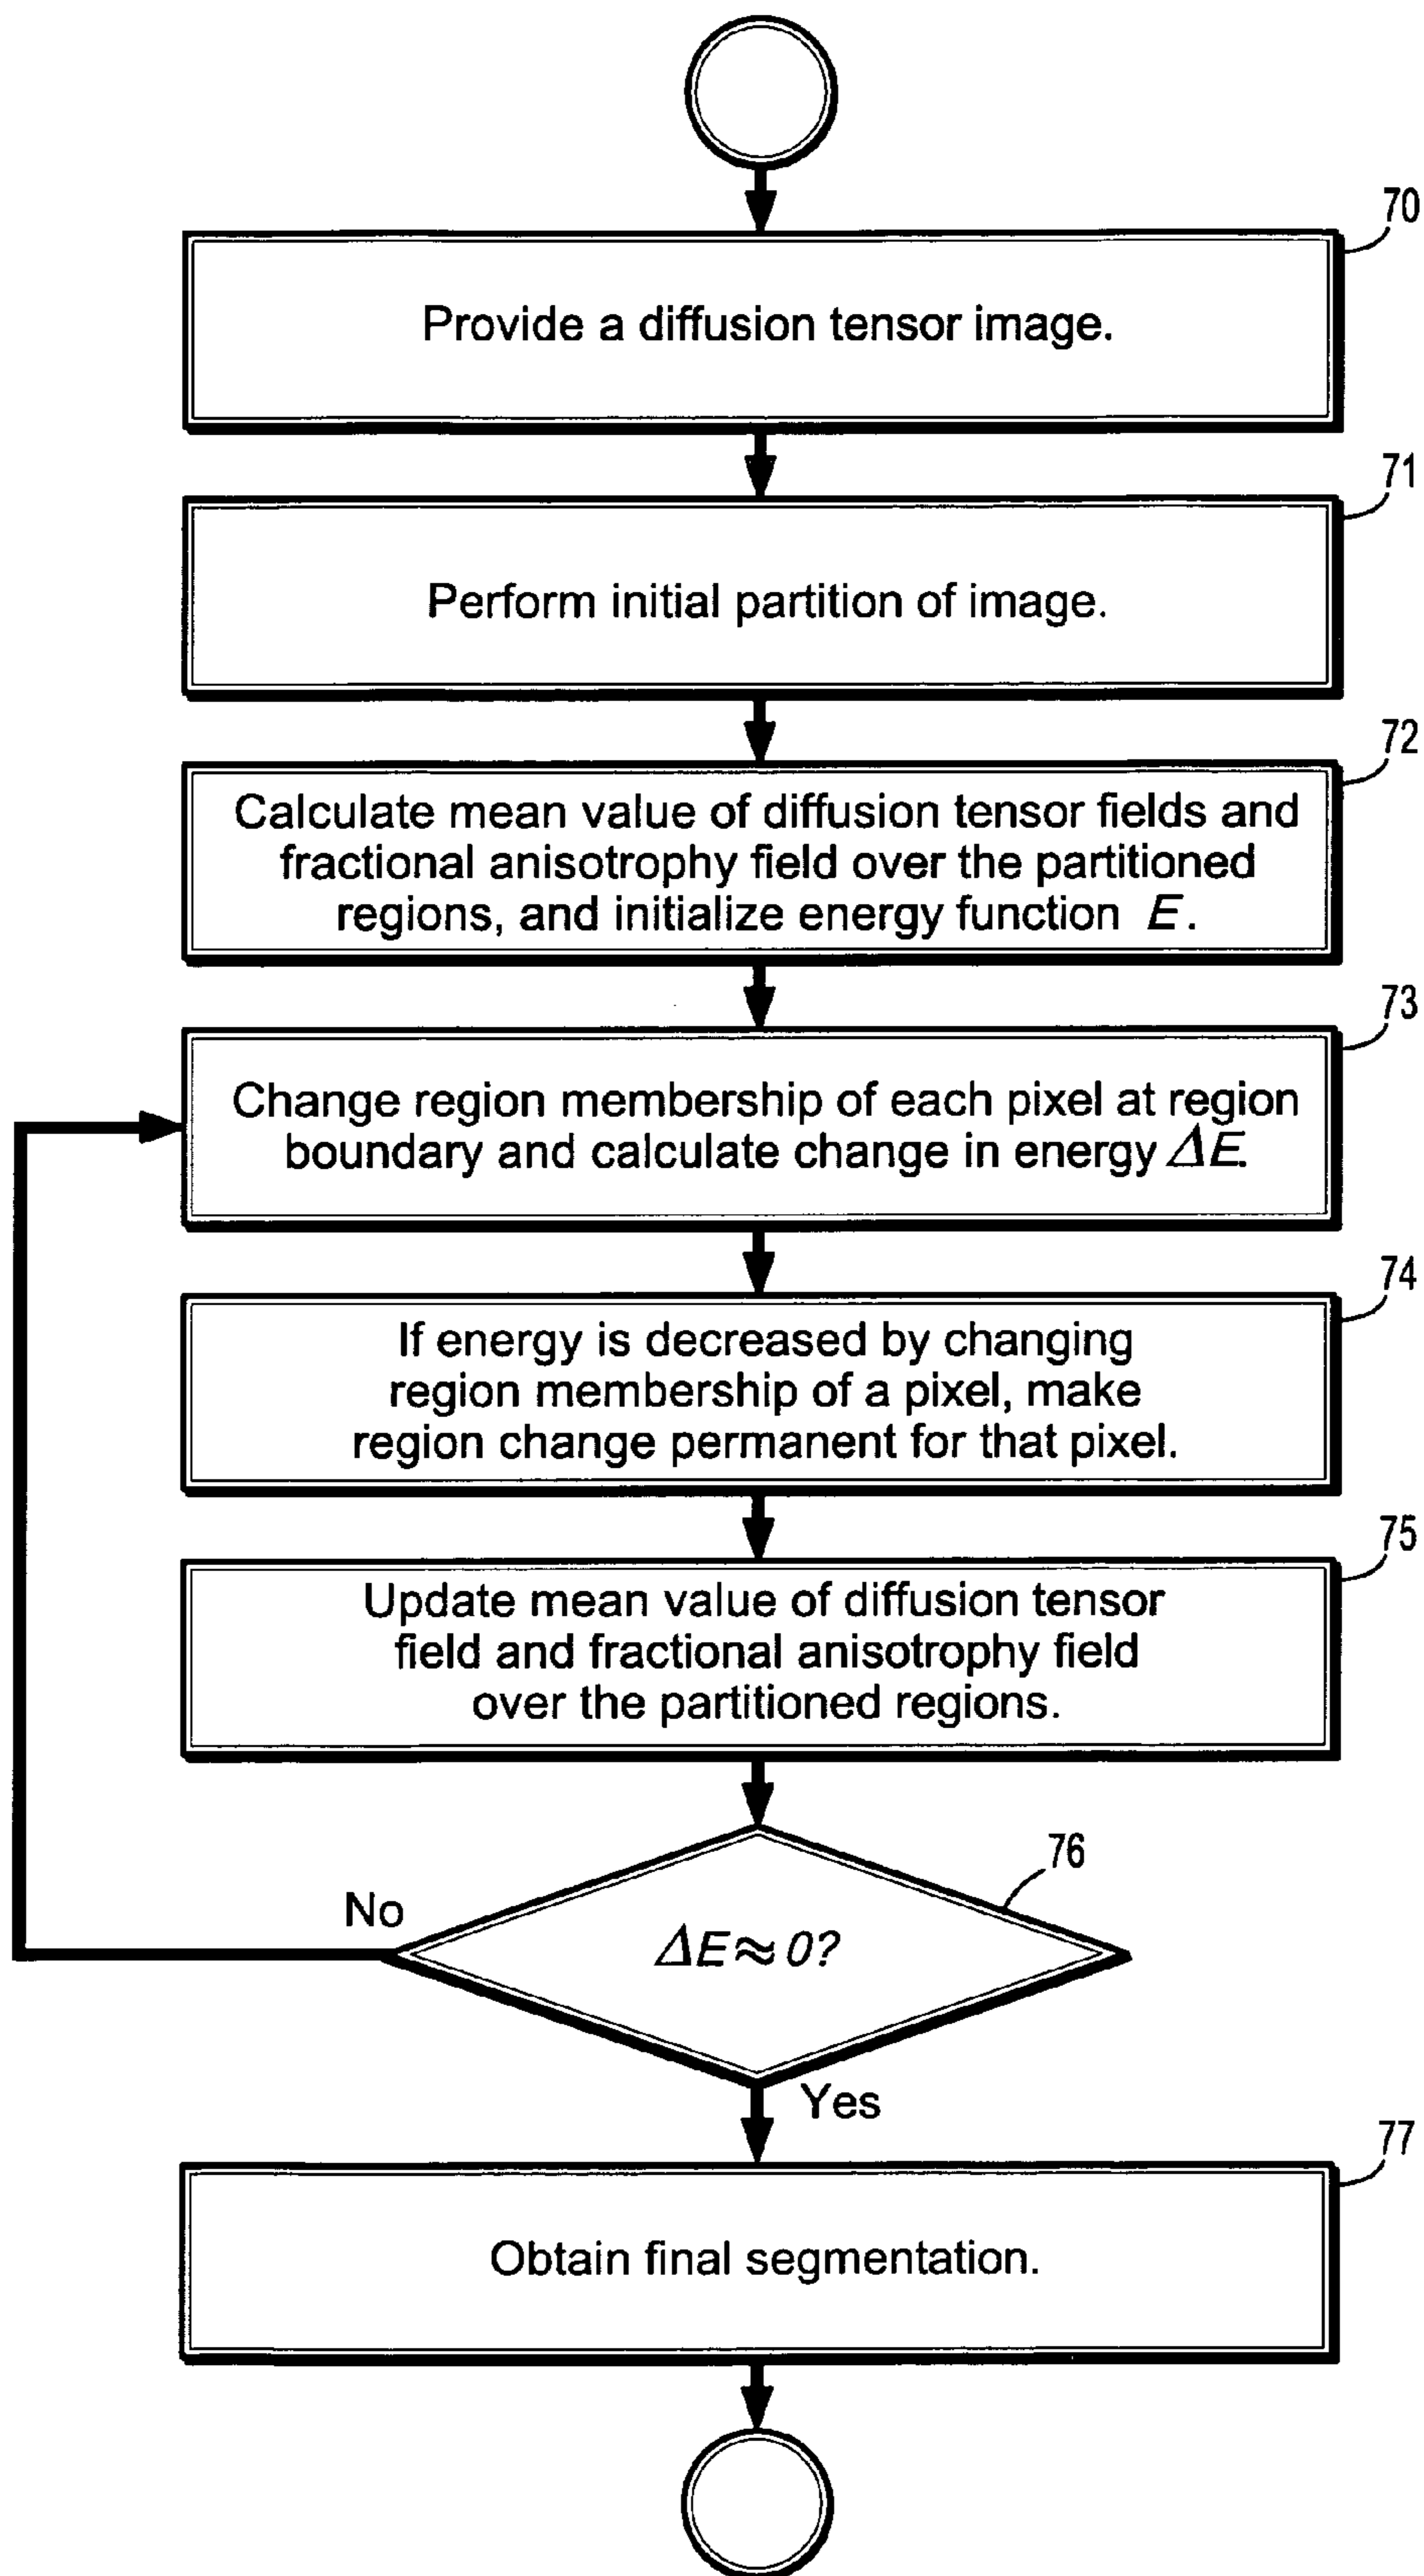 70
Provide a diffusion tensor image.
71
Perform initial partition of image.
72
Calculate mean value of diffusion tensor fields and
fractional anisotropy field over the partitioned
regions, and initialize energy function E.
73
Change region membership of each pixel at region
boundary and calculate change in energy ΔE.
74
If energy is decreased by changing
region membership of a pixel, make
region change permanent for that pixel.
75
Update mean value of diffusion tensor
field and fractional anisotropy field
over the partitioned regions.
76
No
ΔE≈0?
Yes
77
Obtain final segmentation.